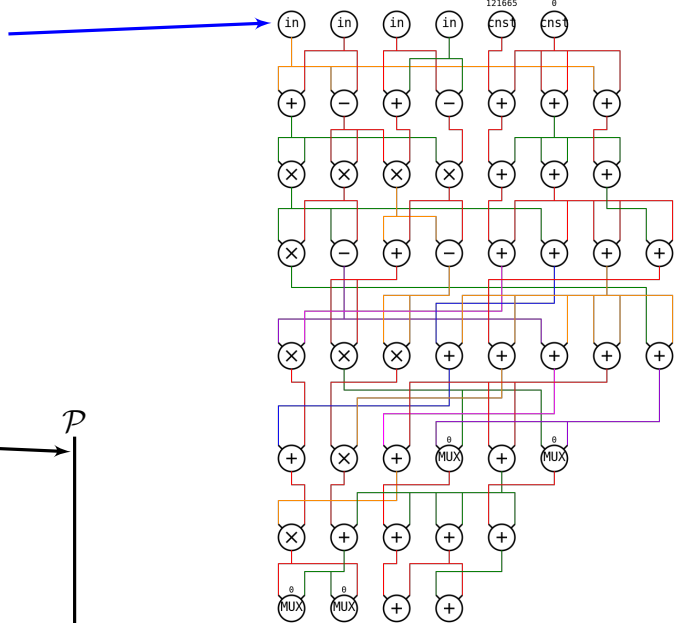 121665 0
in in in in cnst cnst
+ − + − + + +
× × × × + + +
× − + − + + + +
× × × + + + + +
𝒫
0 0
+ × + MUX + MUX
× + + + +
0 0
MUX MUX + +